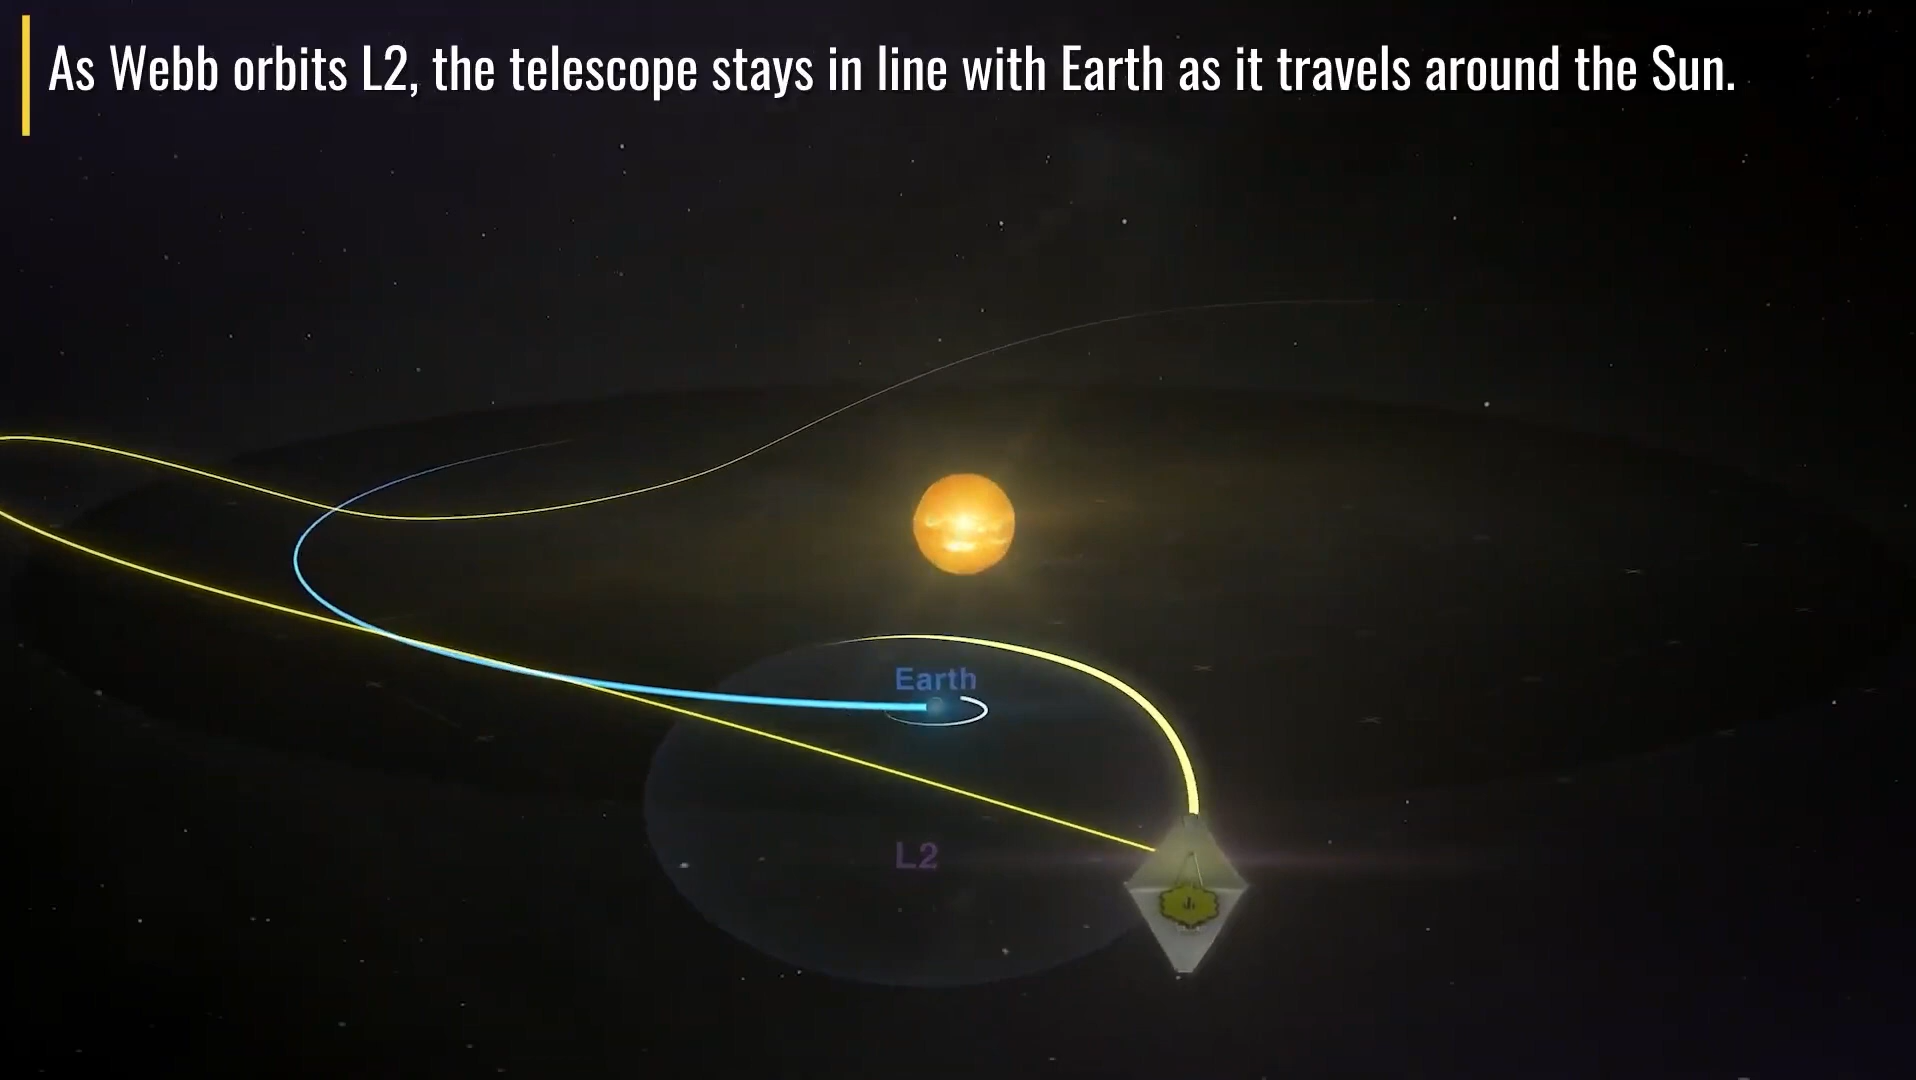 As Webb orbits L2, the telescope stays in line with Earth as it travels around the Sun.
Earth
L2